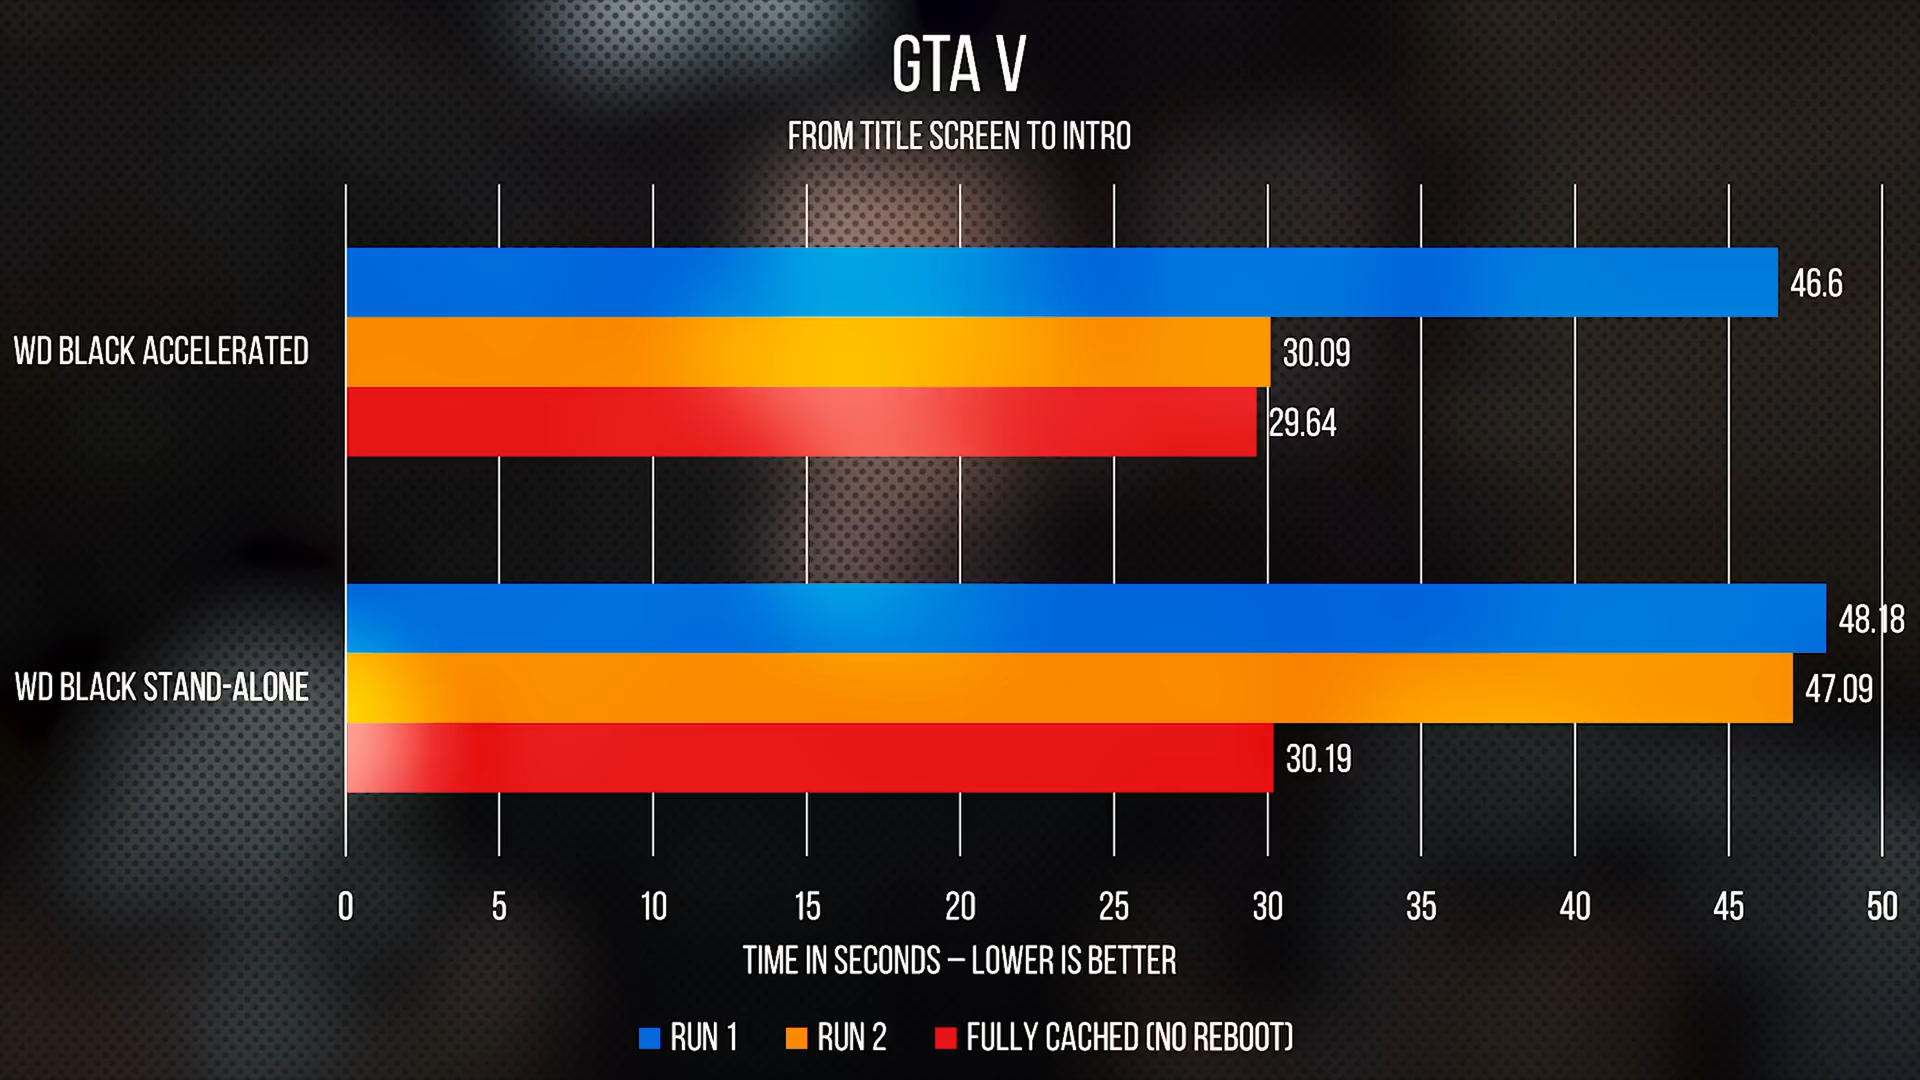 GTA V
FROM TITLE SCREEN TO INTRO
46.6
WD BLACK ACCELERATED
30.09
29.64
48.18
WD BLACK STAND-ALONE
47.09
30.19
0 5 10 15 20 25 30 35 40 45 50
TIME IN SECONDS – LOWER IS BETTER
RUN 1 RUN 2 FULLY CACHED (NO REBOOT)